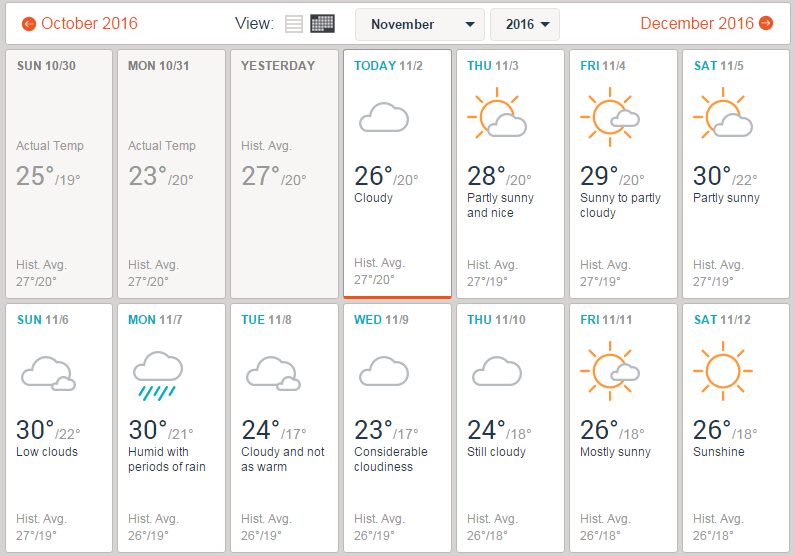 October 2016
View:
November
2016
December 2016
SUN 10/30
Actual Temp
25°/19°
Hist. Avg.
27°/20°
MON 10/31
Actual Temp
23°/20°
Hist. Avg.
27°/20°
YESTERDAY
Hist. Avg.
27°/20°
TODAY 11/2
26°/20°
Cloudy
Hist. Avg.
27°/20°
THU 11/3
28°/20°
Partly sunny
and nice
Hist. Avg.
27°/19°
FRI 11/4
29°/20°
Sunny to partly
cloudy
Hist. Avg.
27°/19°
SAT 11/5
30°/22°
Partly sunny
Hist. Avg.
27°/19°
SUN 11/6
30°/22°
Low clouds
Hist. Avg.
27°/19°
MON 11/7
30°/21°
Humid with
periods of rain
Hist. Avg.
26°/19°
TUE 11/8
24°/17°
Cloudy and not
as warm
Hist. Avg.
26°/19°
WED 11/9
23°/17°
Considerable
cloudiness
Hist. Avg.
26°/19°
THU 11/10
24°/18°
Still cloudy
Hist. Avg.
26°/18°
FRI 11/11
26°/18°
Mostly sunny
Hist. Avg.
26°/18°
SAT 11/12
26°/18°
Sunshine
Hist. Avg.
26°/18°